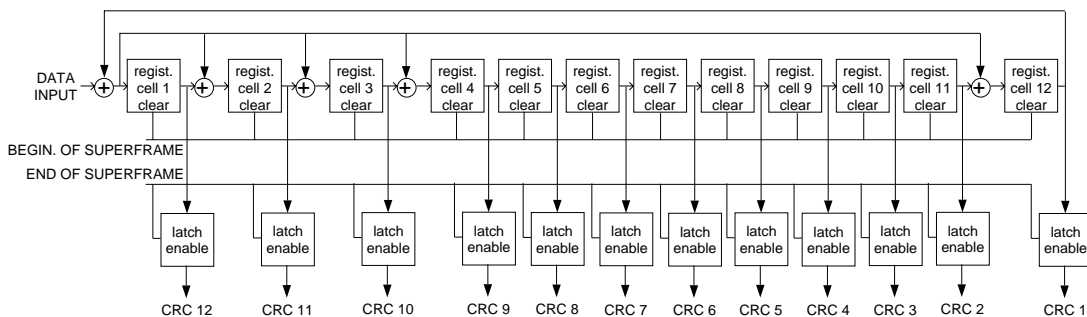 DATA
INPUT
regist.
cell 1
clear
regist.
cell 2
clear
regist.
cell 3
clear
regist.
cell 4
clear
regist.
cell 5
clear
regist.
cell 6
clear
regist.
cell 7
clear
regist.
cell 8
clear
regist.
cell 9
clear
regist.
cell 10
clear
regist.
cell 11
clear
regist.
cell 12
clear
BEGIN. OF SUPERFRAME
END OF SUPERFRAME
latch
enable
latch
enable
latch
enable
latch
enable
latch
enable
latch
enable
latch
enable
latch
enable
latch
enable
latch
enable
latch
enable
latch
enable
CRC 12
CRC 11
CRC 10
CRC 9
CRC 8
CRC 7
CRC 6
CRC 5
CRC 4
CRC 3
CRC 2
CRC 1